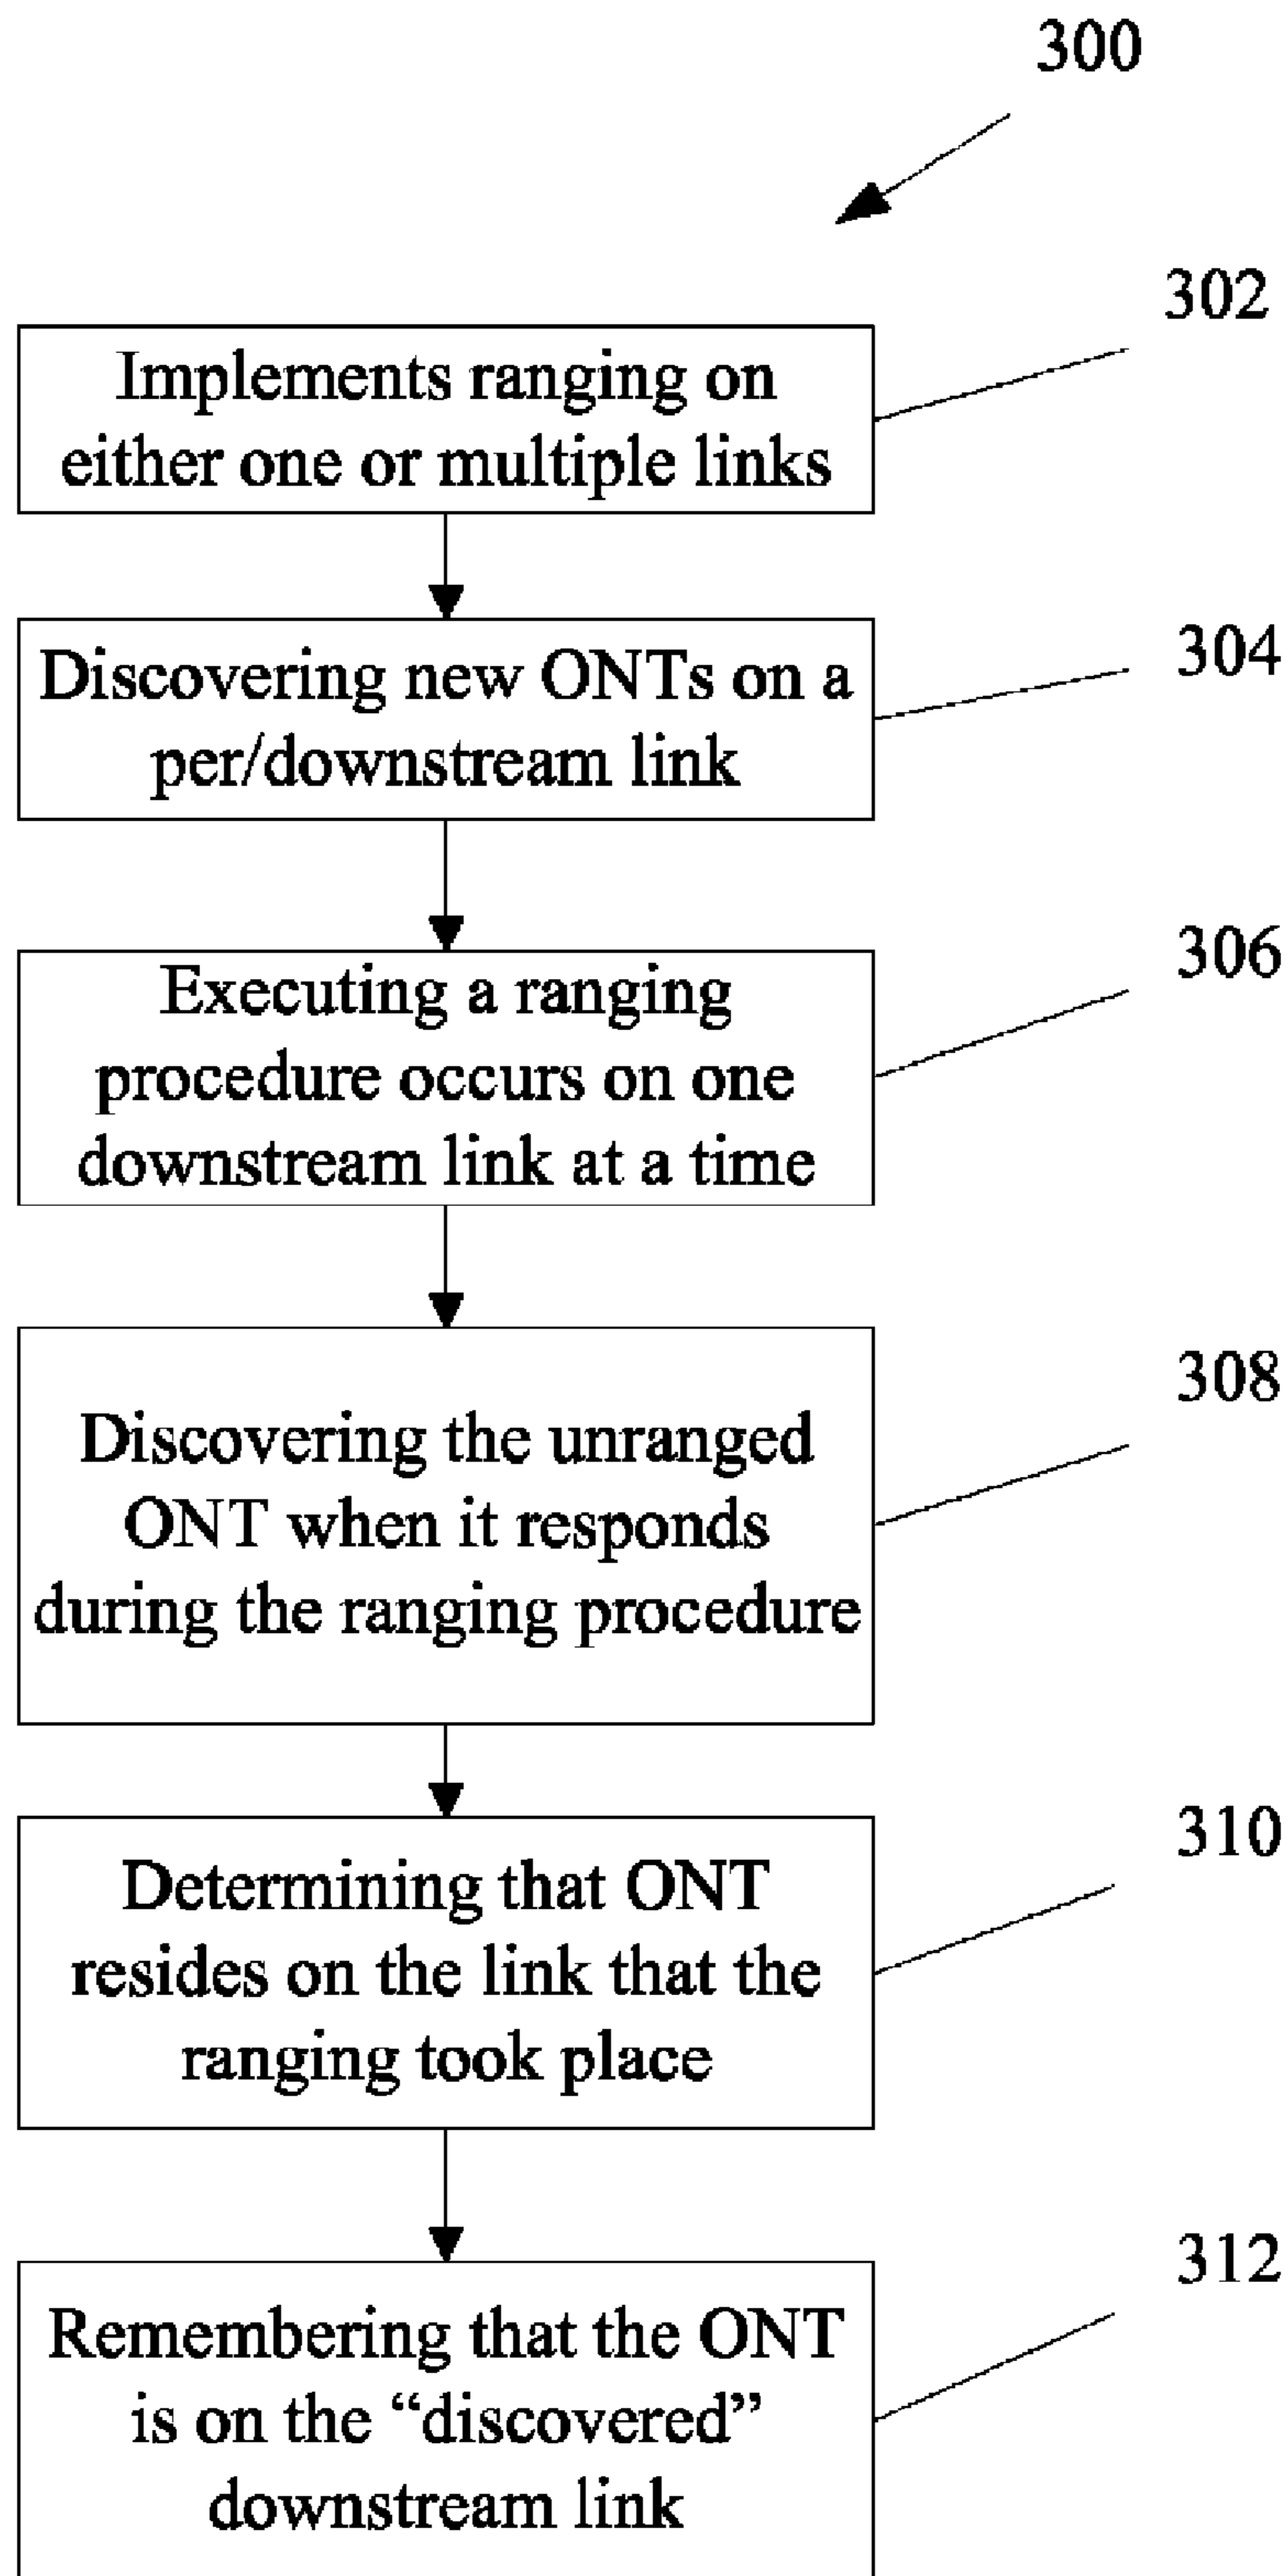 300
302
Implements ranging on
either one or multiple links
304
Discovering new ONTs on a
per/downstream link
306
Executing a ranging
procedure occurs on one
downstream link at a time
308
Discovering the unranged
ONT when it responds
during the ranging procedure
310
Determining that ONT
resides on the link that the
ranging took place
312
Remembering that the ONT
is on the “discovered”
downstream link